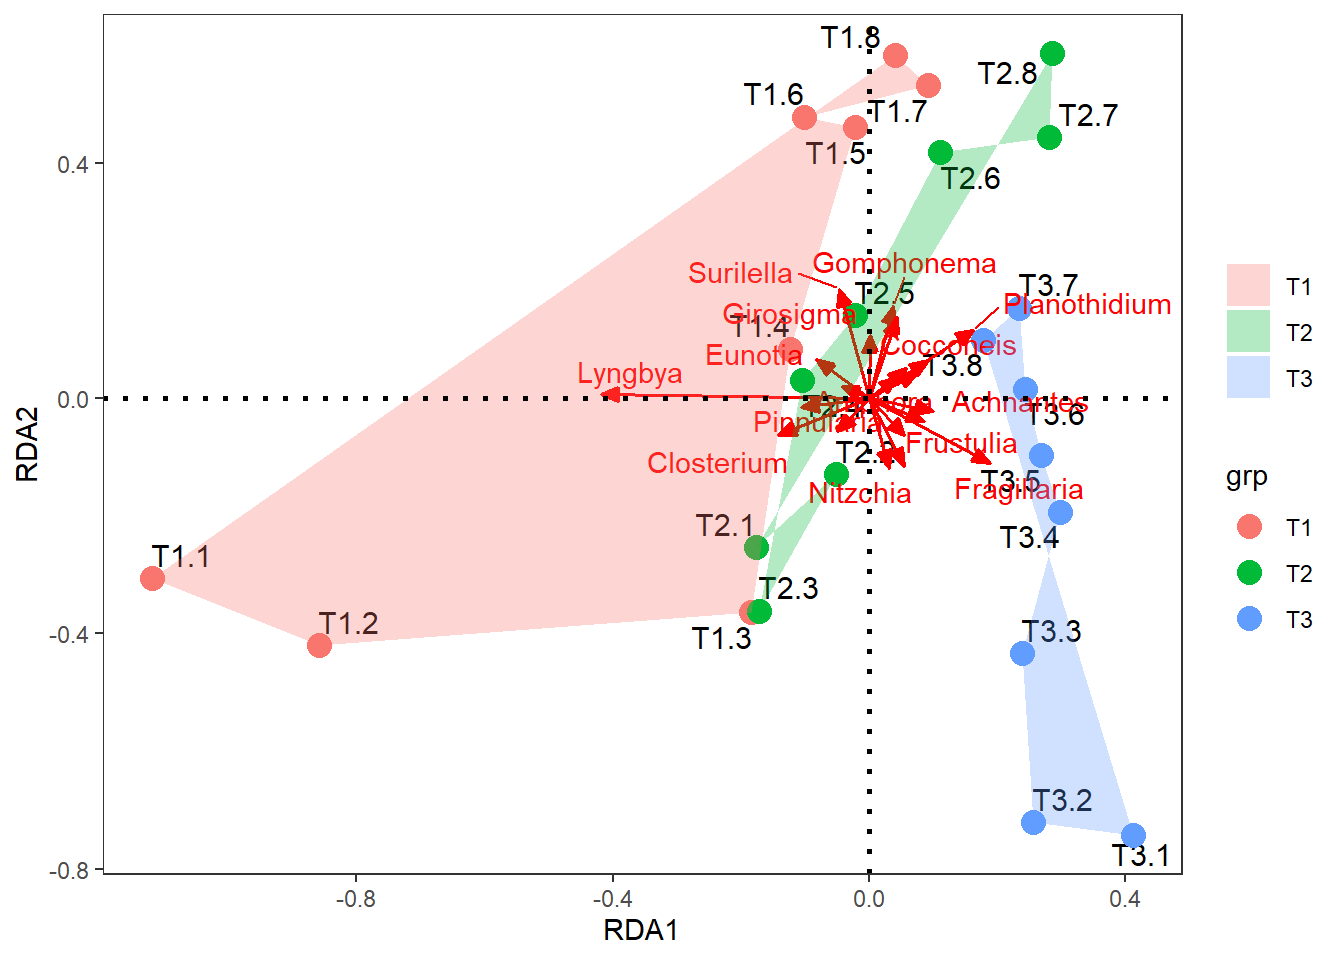 T1.8
T2.8
T1.6
T1.7
T2.7
T1.5
T2.6
0.4
Gomphonema
Surilella
T2.5
T3.7
Planothidium
Girosigma
T1.4
Cocconeis
Eunotia
T3.8
Lyngbya
0.0
Achnantes
T3.6
Pinnularia
Frustulia
T2.2
Closterium
T3.5
Fragillaria
Nitzchia
T2.1
T3.4
T1.1
T2.3
T1.2
T3.3
T1.3
-0.4
T3.2
T3.1
-0.8
-0.8
-0.4
0.0
0.4
RDA1
RDA2
T1
T2
T3
grp
T1
T2
T3